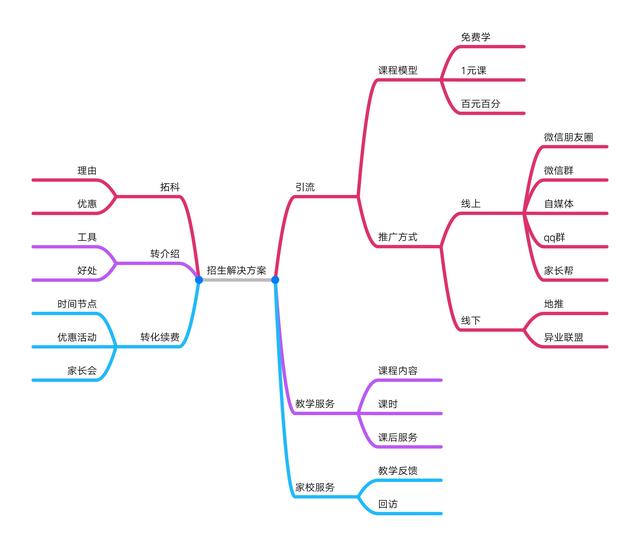 招生解决方案
引流
课程模型
免费学
1元课
百元百分
推广方式
线上
微信朋友圈
微信群
自媒体
qq群
家长帮
线下
地推
异业联盟
教学服务
课程内容
课时
课后服务
家校服务
教学反馈
回访
拓科
理由
优惠
转介绍
工具
好处
转化续费
时间节点
优惠活动
家长会